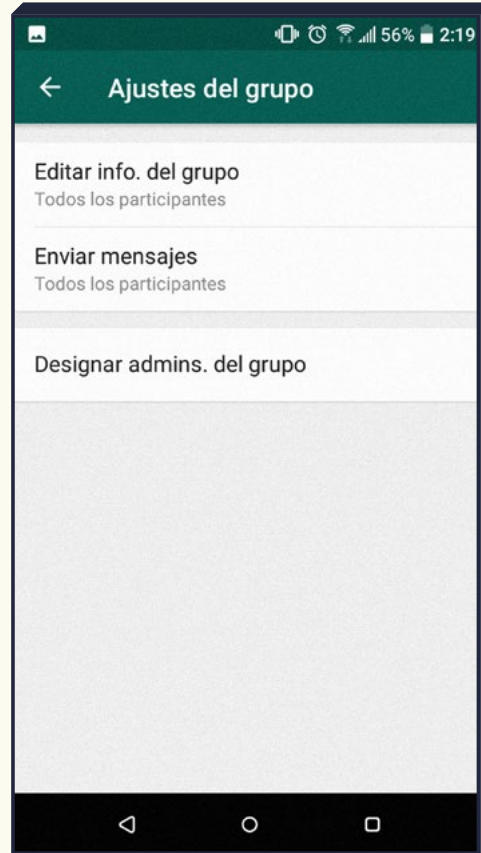 56% 2:19
Ajustes del grupo
Editar info. del grupo
Todos los participantes
Enviar mensajes
Todos los participantes
Designar admins. del grupo